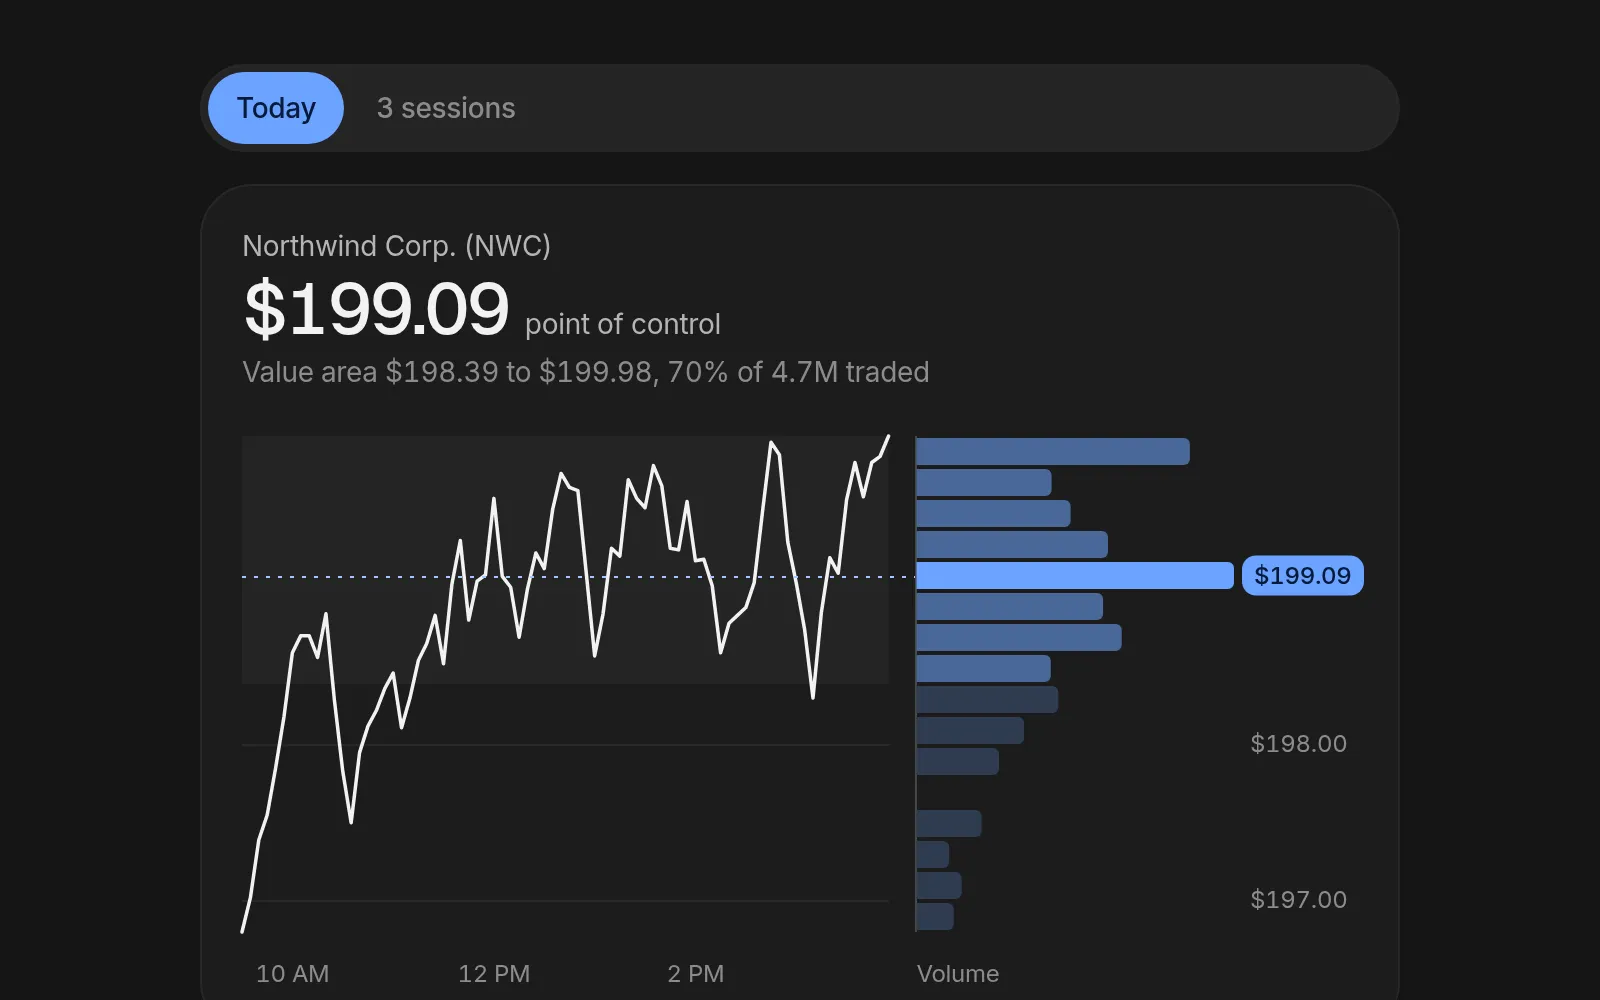 Today
3 sessions
Northwind Corp. (NWC)
$199.09 point of control
Value area $198.39 to $199.98, 70% of 4.7M traded
$199.09
$198.00
$197.00
10 AM
12 PM
2 PM
Volume